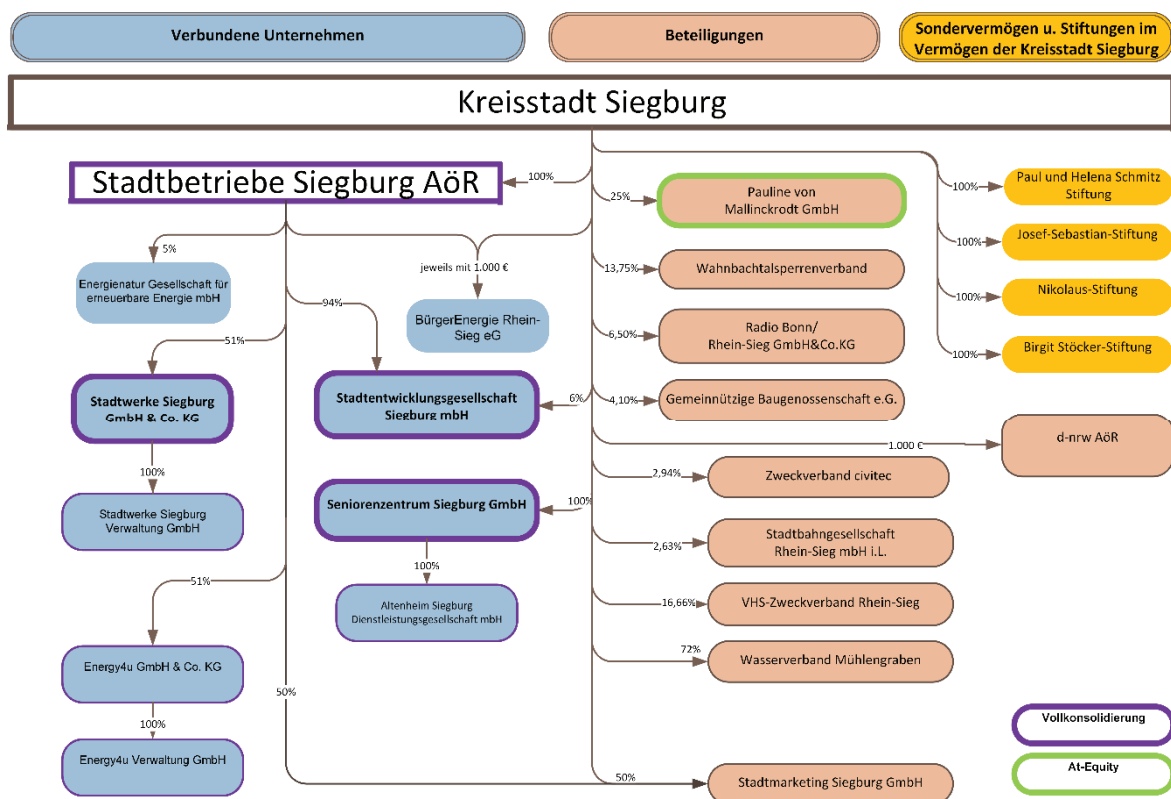 Verbundene Unternehmen
Beteiligungen
Sondervermögen u. Stiftungen im
Vermögen der Kreisstadt Siegburg
Kreisstadt Siegburg
Stadtbetriebe Siegburg AöR
100%
25%
Pauline von
Mallinckrodt GmbH
100%
Paul und Helena Schmitz
Stiftung
5%
Energienatur Gesellschaft für
erneuerbare Energie mbH
jeweils mit 1.000 €
BürgerEnergie Rhein-
Sieg eG
13,75%
Wahnbachtalsperrenverband
100%
Josef-Sebastian-Stiftung
100%
Nikolaus-Stiftung
94%
51%
6,50%
Radio Bonn/
Rhein-Sieg GmbH&Co.KG
100%
Birgit Stöcker-Stiftung
Stadtwerke Siegburg
GmbH & Co. KG
Stadtentwicklungsgesellschaft
Siegburg mbH
6%
4,10%
Gemeinnützige Baugenossenschaft e.G.
1.000 €
d-nrw AöR
100%
Stadtwerke Siegburg
Verwaltung GmbH
2,94%
Zweckverband civitec
Seniorenzentrum Siegburg GmbH
100%
2,63%
Stadtbahngesellschaft
Rhein-Sieg mbH i.L.
100%
Altenheim Siegburg
Dienstleistungsgesellschaft mbH
51%
16,66%
VHS-Zweckverband Rhein-Sieg
Energy4u GmbH & Co. KG
72%
Wasserverband Mühlengraben
50%
100%
Energy4u Verwaltung GmbH
50%
Stadtmarketing Siegburg GmbH
Vollkonsolidierung
At-Equity